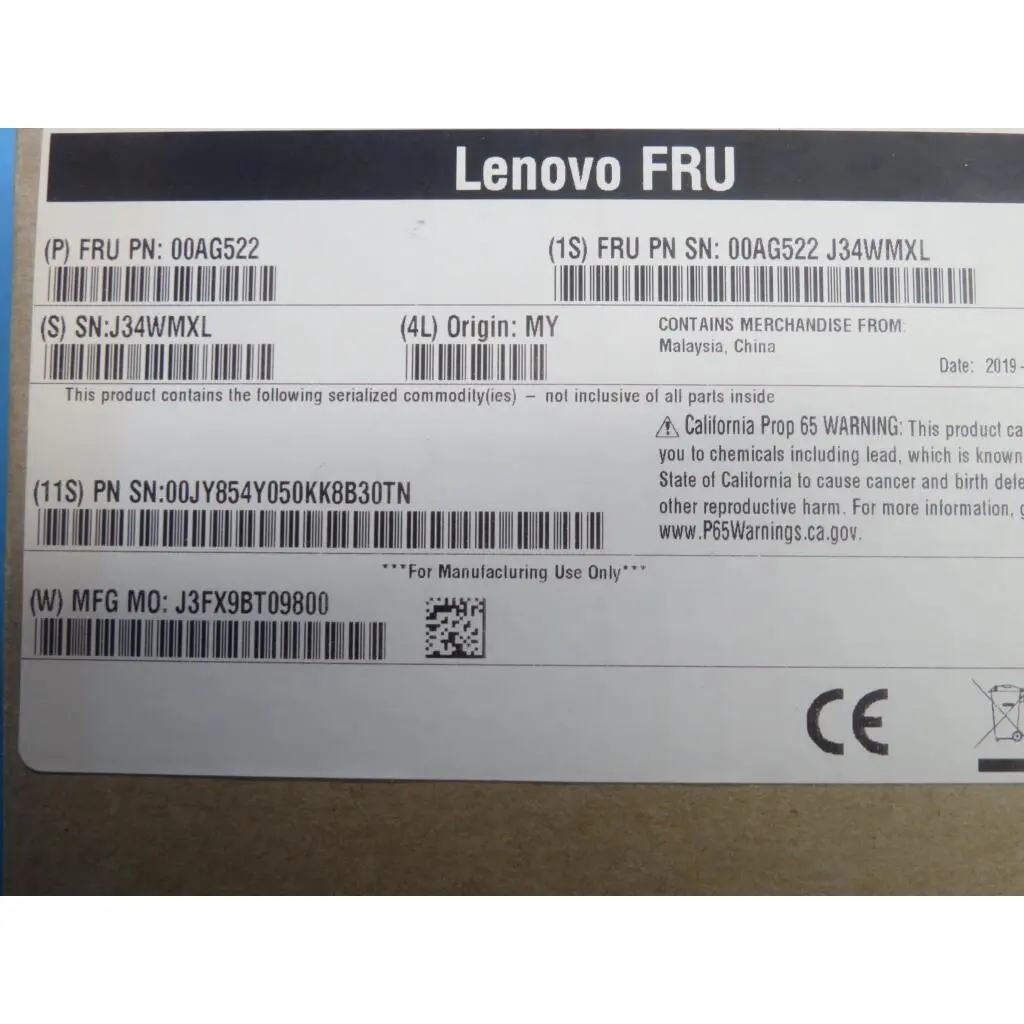 Lenovo FRU
(P) FRU PN: 00AG522
(1S) FRU PN SN: 00AG522 J34WMXL
(S) SN:J34WMXL
(4L) Origin: MY
CONTAINS MERCHANDISE FROM:
Malaysia, China
Date: 2019-
This product contains the following serialized commodity(ies) – not inclusive of all parts inside
⚠ California Prop 65 WARNING: This product ca
you to chemicals including lead, which is known
State of California to cause cancer and birth defe
other reproductive harm. For more information, g
www.P65Warnings.ca.gov.
(11S) PN SN:00JY854Y050KK8B30TN
***For Manufacturing Use Only***
(W) MFG MO: J3FX9BT09800
CE